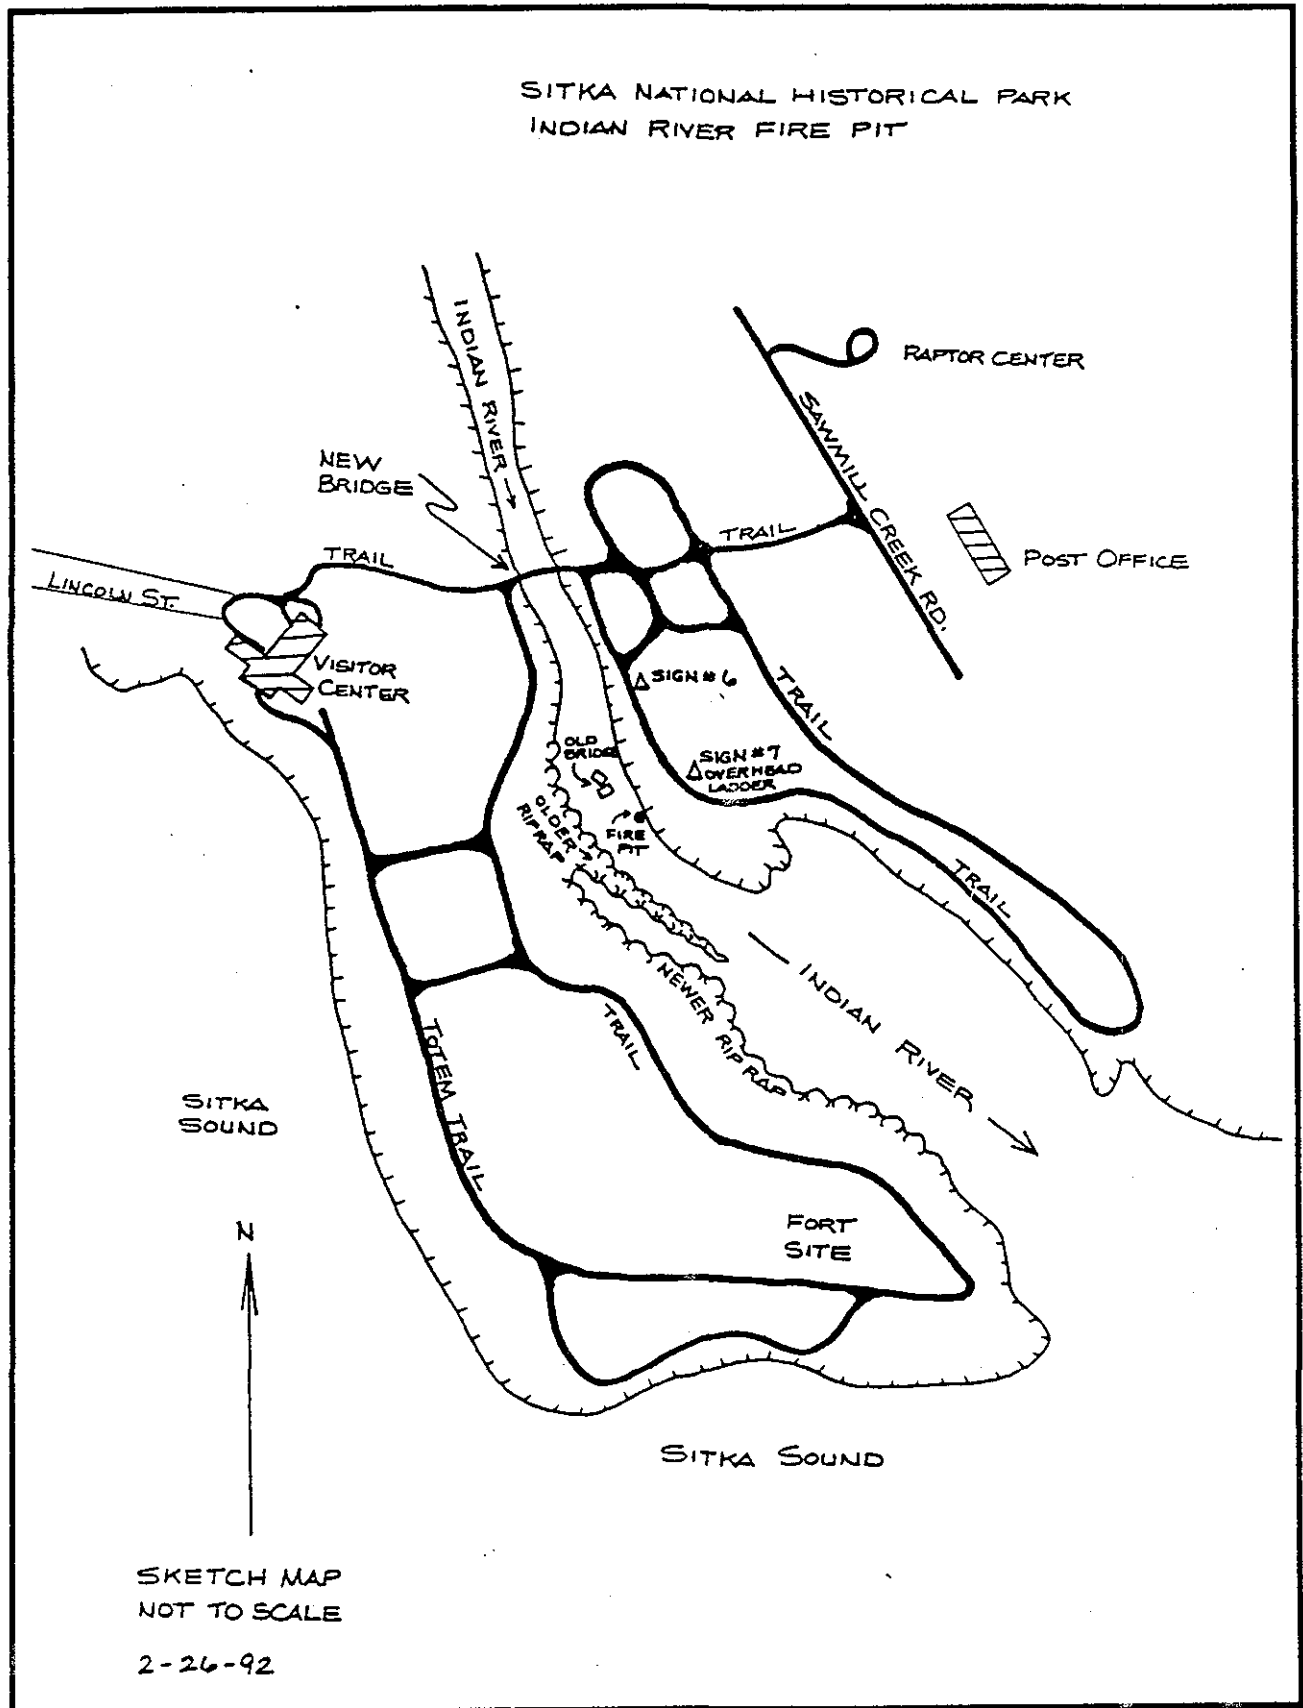 SITKA NATIONAL HISTORICAL PARK
INDIAN RIVER FIRE PIT
INDIAN RIVER
RAPTOR CENTER
SAWMILL CREEK RD.
NEW
BRIDGE
TRAIL
TRAIL
POST OFFICE
LINCOLN ST.
VISITOR
CENTER
SIGN #6
TRAIL
OLD
BRIDGE
SIGN #7
OVERHEAD
LADDER
OLDER
RIPRAP
FIRE
PIT
TRAIL
NEWER RIP RAP
INDIAN RIVER
TRAIL
TOTEM TRAIL
SITKA
SOUND
FORT
SITE
N
SITKA SOUND
SKETCH MAP
NOT TO SCALE
2-26-92